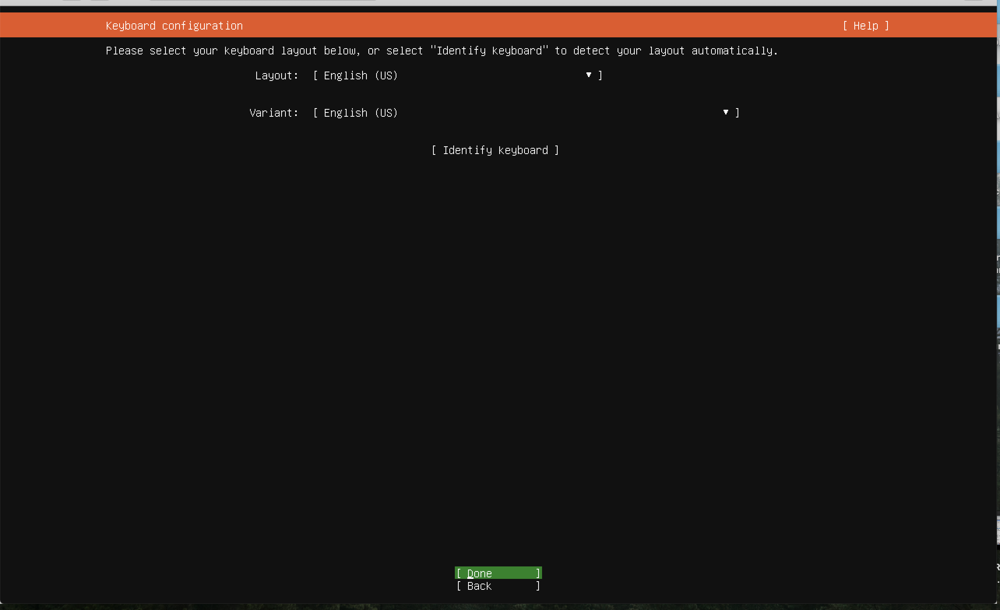 Keyboard configuration [ Help ]
Please select your keyboard layout below, or select "Identify keyboard" to detect your layout automatically.
Layout: [ English (US) ▼ ]
Variant: [ English (US) ▼ ]
[ Identify keyboard ]
[ Done ]
[ Back ]